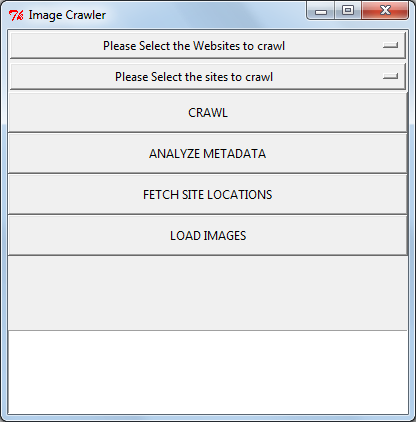 Image Crawler
Please Select the Websites to crawl
Please Select the sites to crawl
CRAWL
ANALYZE METADATA
FETCH SITE LOCATIONS
LOAD IMAGES